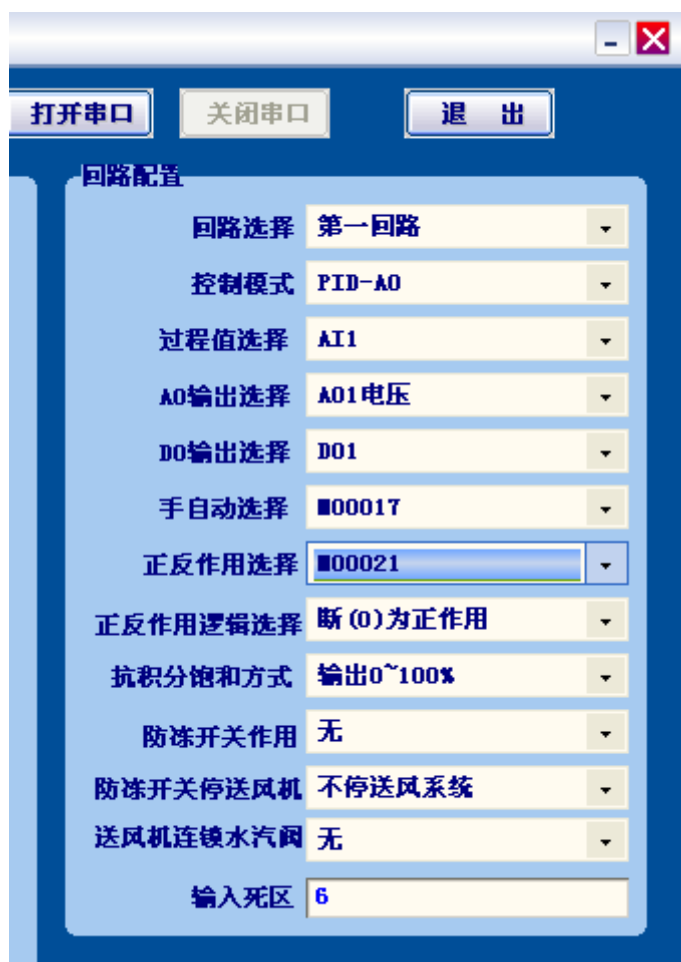 打开串口 关闭串口 退 出
回路配置
回路选择 第一回路
控制模式 PID-AO
过程值选择 AI1
AO输出选择 AO1电压
DO输出选择 DO1
手自动选择 M00017
正反作用选择 M00021
正反作用逻辑选择 断(0)为正作用
抗积分饱和方式 输出0~100%
防冻开关作用 无
防冻开关停送风机 不停送风系统
送风机连锁水汽阀 无
输入死区 6